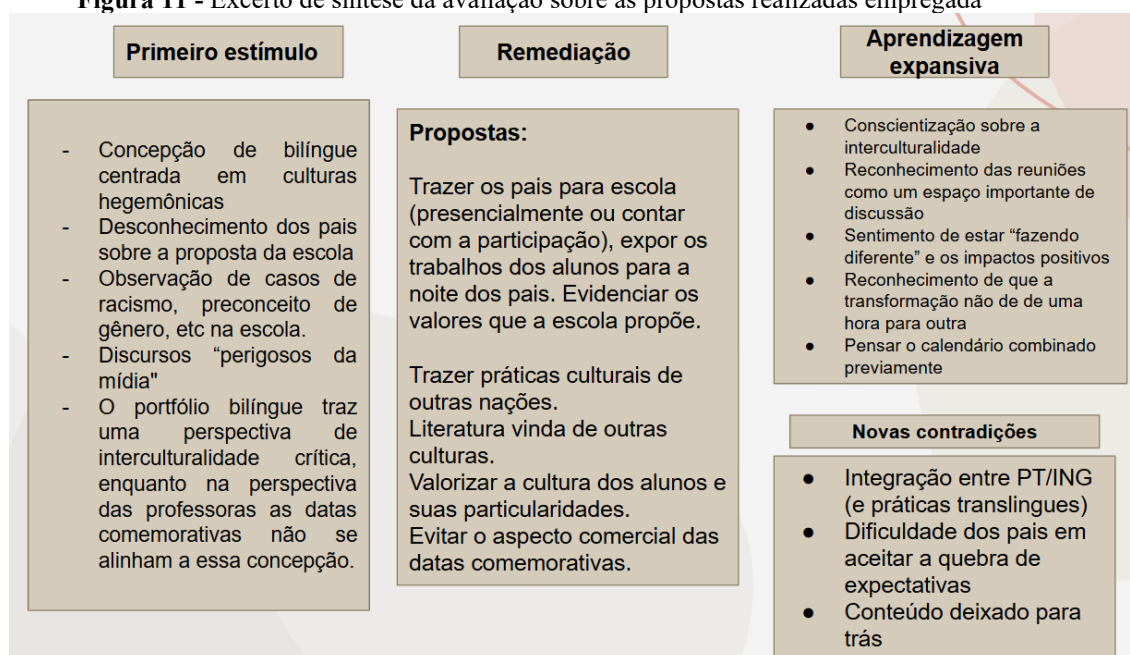 Figura 11 - Excerto de síntese da avaliação sobre as propostas realizadas empregada
Primeiro estímulo
- Concepção de bilíngue
centrada em culturas
hegemônicas
- Desconhecimento dos pais
sobre a proposta da escola
- Observação de casos de
racismo, preconceito de
gênero, etc na escola.
- Discursos “perigosos da
mídia"
- O portfólio bilíngue traz
uma perspectiva de
interculturalidade crítica,
enquanto na perspectiva
das professoras as datas
comemorativas não se
alinham a essa concepção.
Remediação
Propostas:
Trazer os pais para escola
(presencialmente ou contar
com a participação), expor os
trabalhos dos alunos para a
noite dos pais. Evidenciar os
valores que a escola propõe.
Trazer práticas culturais de
outras nações.
Literatura vinda de outras
culturas.
Valorizar a cultura dos alunos e
suas particularidades.
Evitar o aspecto comercial das
datas comemorativas.
Aprendizagem
expansiva
● Conscientização sobre a
interculturalidade
● Reconhecimento das reuniões
como um espaço importante de
discussão
● Sentimento de estar “fazendo
diferente” e os impactos positivos
● Reconhecimento de que a
transformação não de de uma
hora para outra
● Pensar o calendário combinado
previamente
Novas contradições
● Integração entre PT/ING
(e práticas translingues)
● Dificuldade dos pais em
aceitar a quebra de
expectativas
● Conteúdo deixado para
trás